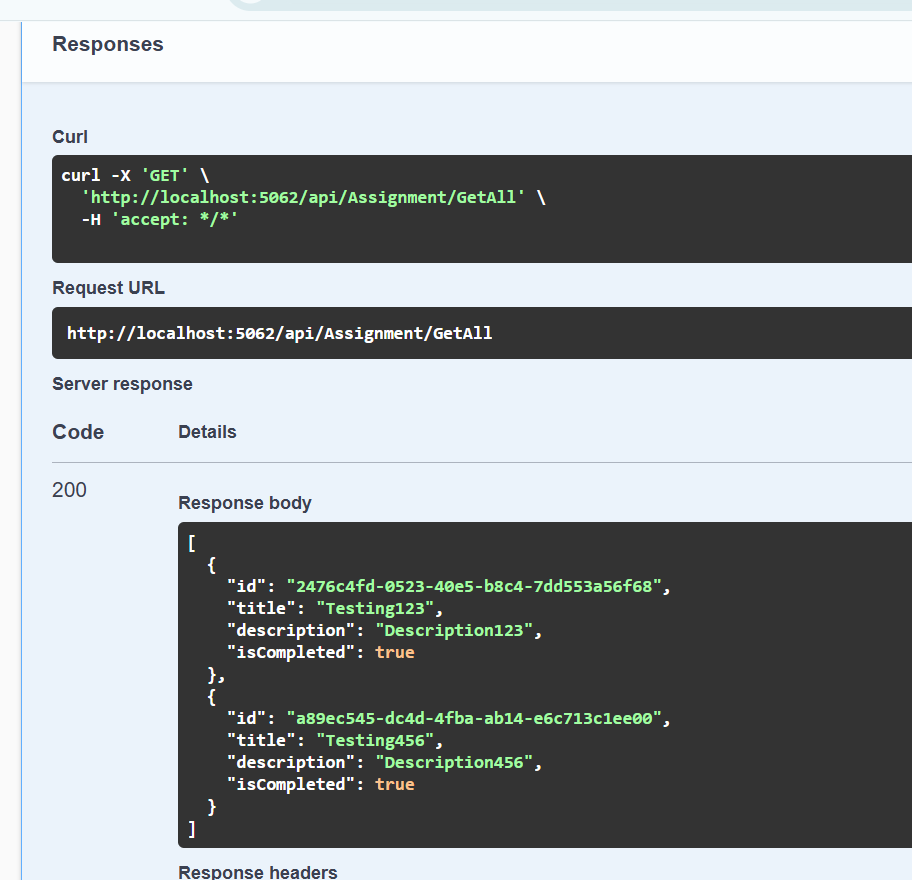 Responses
Curl
curl -X 'GET' \
  'http://localhost:5062/api/Assignment/GetAll' \
  -H 'accept: */*'
Request URL
http://localhost:5062/api/Assignment/GetAll
Server response
Code Details
200
Response body
[
  {
    "id": "2476c4fd-0523-40e5-b8c4-7dd553a56f68",
    "title": "Testing123",
    "description": "Description123",
    "isCompleted": true
  },
  {
    "id": "a89ec545-dc4d-4fba-ab14-e6c713c1ee00",
    "title": "Testing456",
    "description": "Description456",
    "isCompleted": true
  }
]
Response headers